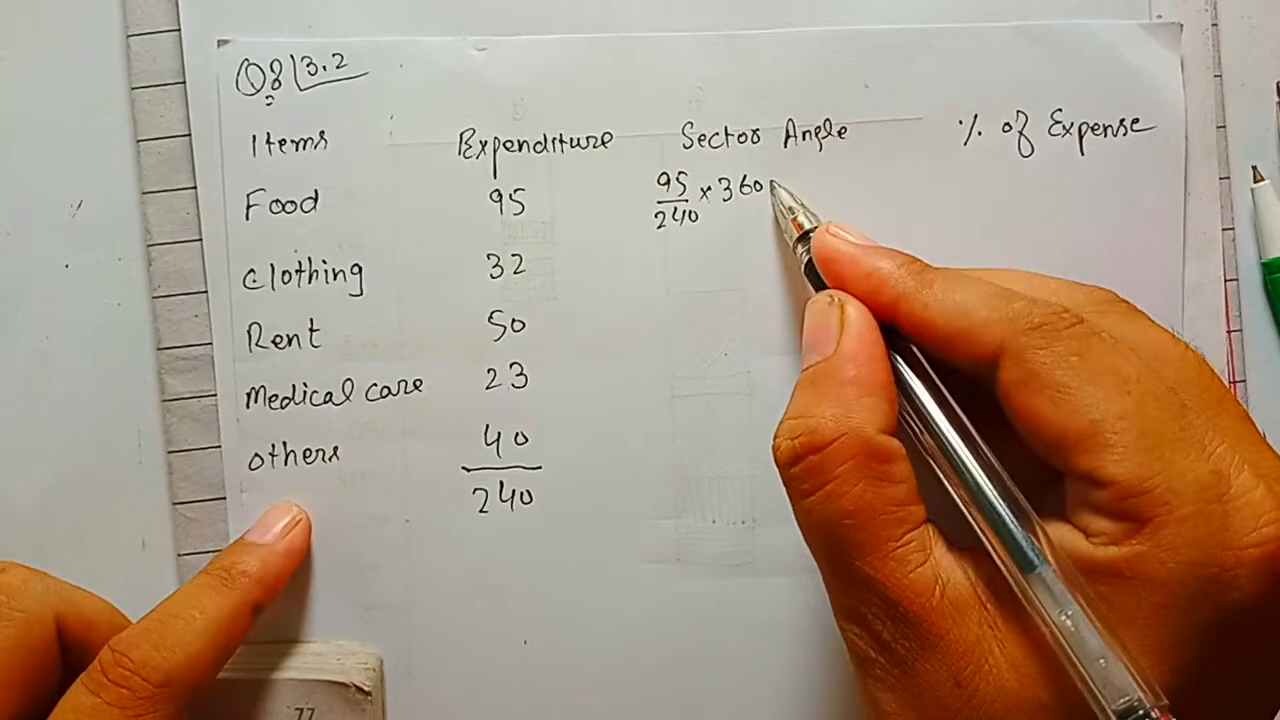 Q8 3.2
Items Expenditure Sector Angle % of Expense
Food 95 95/240 × 360
Clothing 32
Rent 50
Medical care 23
others 40
240
77